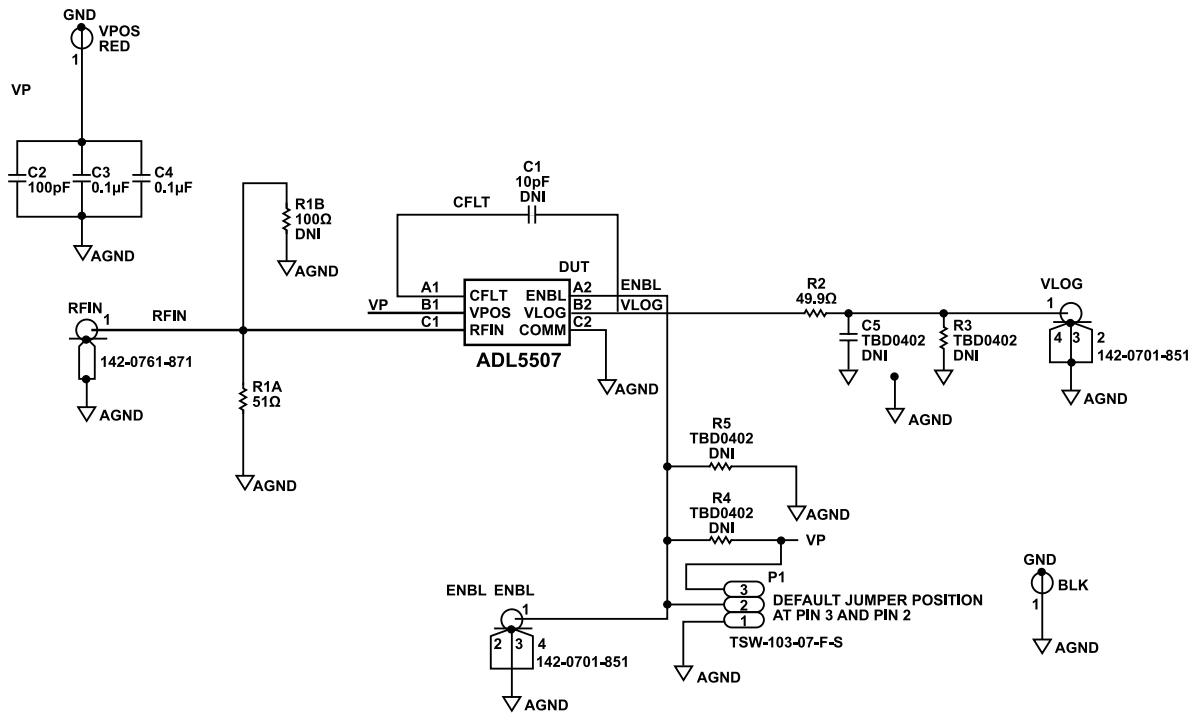 GND
VPOS
RED
1
VP
C2
100pF
C3
0.1µF
C4
0.1µF
AGND
R1B
100Ω
DNI
AGND
C1
10pF
DNI
CFLT
DUT
A1
B1
C1
VP
CFLT
VPOS
RFIN
ENBL
VLOG
COMM
A2
B2
C2
ENBL
VLOG
ADL5507
AGND
RFIN
1
RFIN
142-0761-871
AGND
R1A
51Ω
AGND
R2
49.9Ω
C5
TBD0402
DNI
R3
TBD0402
DNI
AGND
VLOG
1
4 3 2
142-0701-851
AGND
R5
TBD0402
DNI
AGND
R4
TBD0402
DNI
VP
P1
3
2
1
DEFAULT JUMPER POSITION
AT PIN 3 AND PIN 2
TSW-103-07-F-S
AGND
ENBL ENBL
1
2 3 4
142-0701-851
AGND
GND
BLK
1
AGND